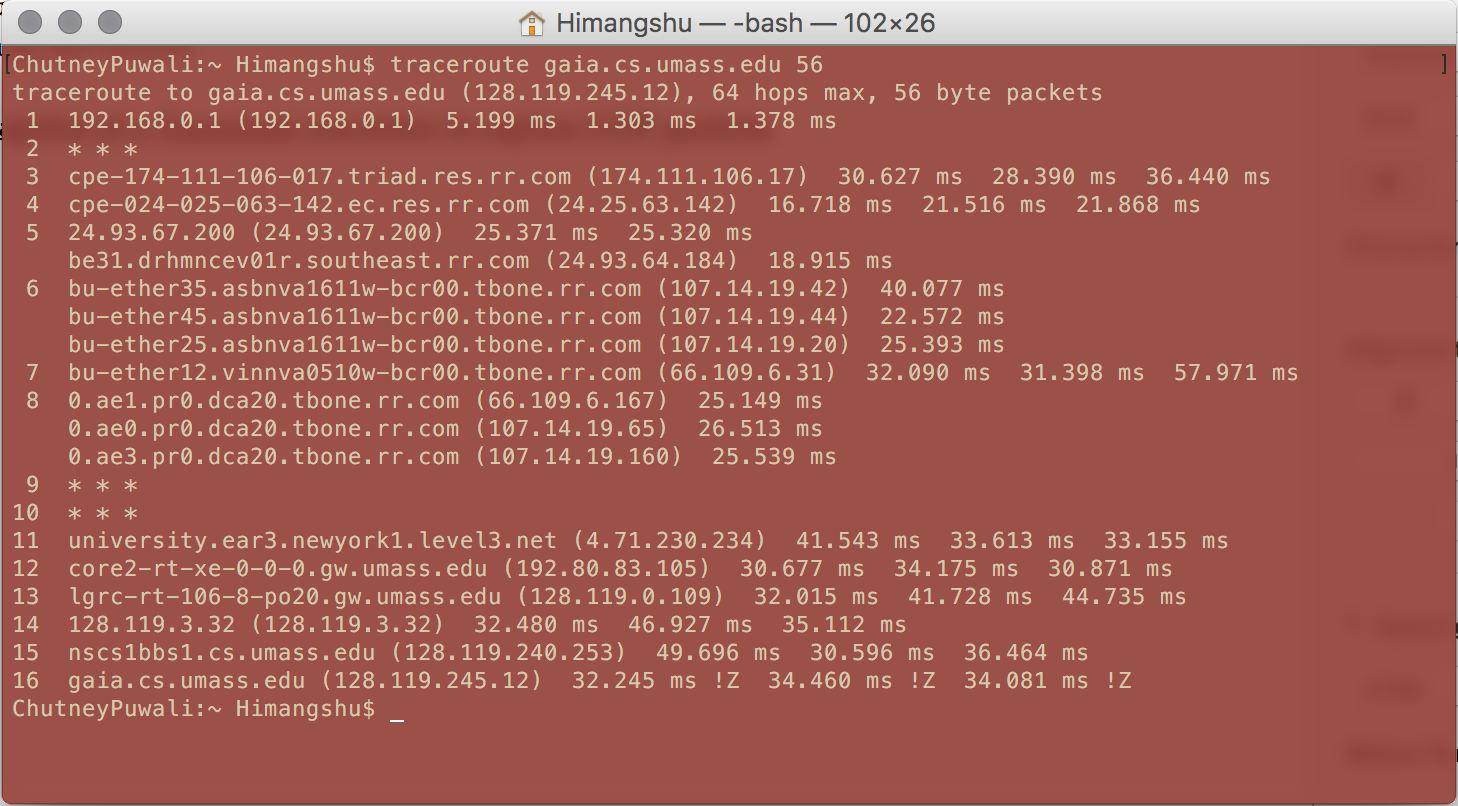 Himangshu — -bash — 102×26
[ChutneyPuwali:~ Himangshu$ traceroute gaia.cs.umass.edu 56 ]
traceroute to gaia.cs.umass.edu (128.119.245.12), 64 hops max, 56 byte packets
 1  192.168.0.1 (192.168.0.1)  5.199 ms  1.303 ms  1.378 ms
 2  * * *
 3  cpe-174-111-106-017.triad.res.rr.com (174.111.106.17)  30.627 ms  28.390 ms  36.440 ms
 4  cpe-024-025-063-142.ec.res.rr.com (24.25.63.142)  16.718 ms  21.516 ms  21.868 ms
 5  24.93.67.200 (24.93.67.200)  25.371 ms  25.320 ms
    be31.drhmncev01r.southeast.rr.com (24.93.64.184)  18.915 ms
 6  bu-ether35.asbnva1611w-bcr00.tbone.rr.com (107.14.19.42)  40.077 ms
    bu-ether45.asbnva1611w-bcr00.tbone.rr.com (107.14.19.44)  22.572 ms
    bu-ether25.asbnva1611w-bcr00.tbone.rr.com (107.14.19.20)  25.393 ms
 7  bu-ether12.vinnva0510w-bcr00.tbone.rr.com (66.109.6.31)  32.090 ms  31.398 ms  57.971 ms
 8  0.ae1.pr0.dca20.tbone.rr.com (66.109.6.167)  25.149 ms
    0.ae0.pr0.dca20.tbone.rr.com (107.14.19.65)  26.513 ms
    0.ae3.pr0.dca20.tbone.rr.com (107.14.19.160)  25.539 ms
 9  * * *
10  * * *
11  university.ear3.newyork1.level3.net (4.71.230.234)  41.543 ms  33.613 ms  33.155 ms
12  core2-rt-xe-0-0-0.gw.umass.edu (192.80.83.105)  30.677 ms  34.175 ms  30.871 ms
13  lgrc-rt-106-8-po20.gw.umass.edu (128.119.0.109)  32.015 ms  41.728 ms  44.735 ms
14  128.119.3.32 (128.119.3.32)  32.480 ms  46.927 ms  35.112 ms
15  nscs1bbs1.cs.umass.edu (128.119.240.253)  49.696 ms  30.596 ms  36.464 ms
16  gaia.cs.umass.edu (128.119.245.12)  32.245 ms !Z  34.460 ms !Z  34.081 ms !Z
ChutneyPuwali:~ Himangshu$ _